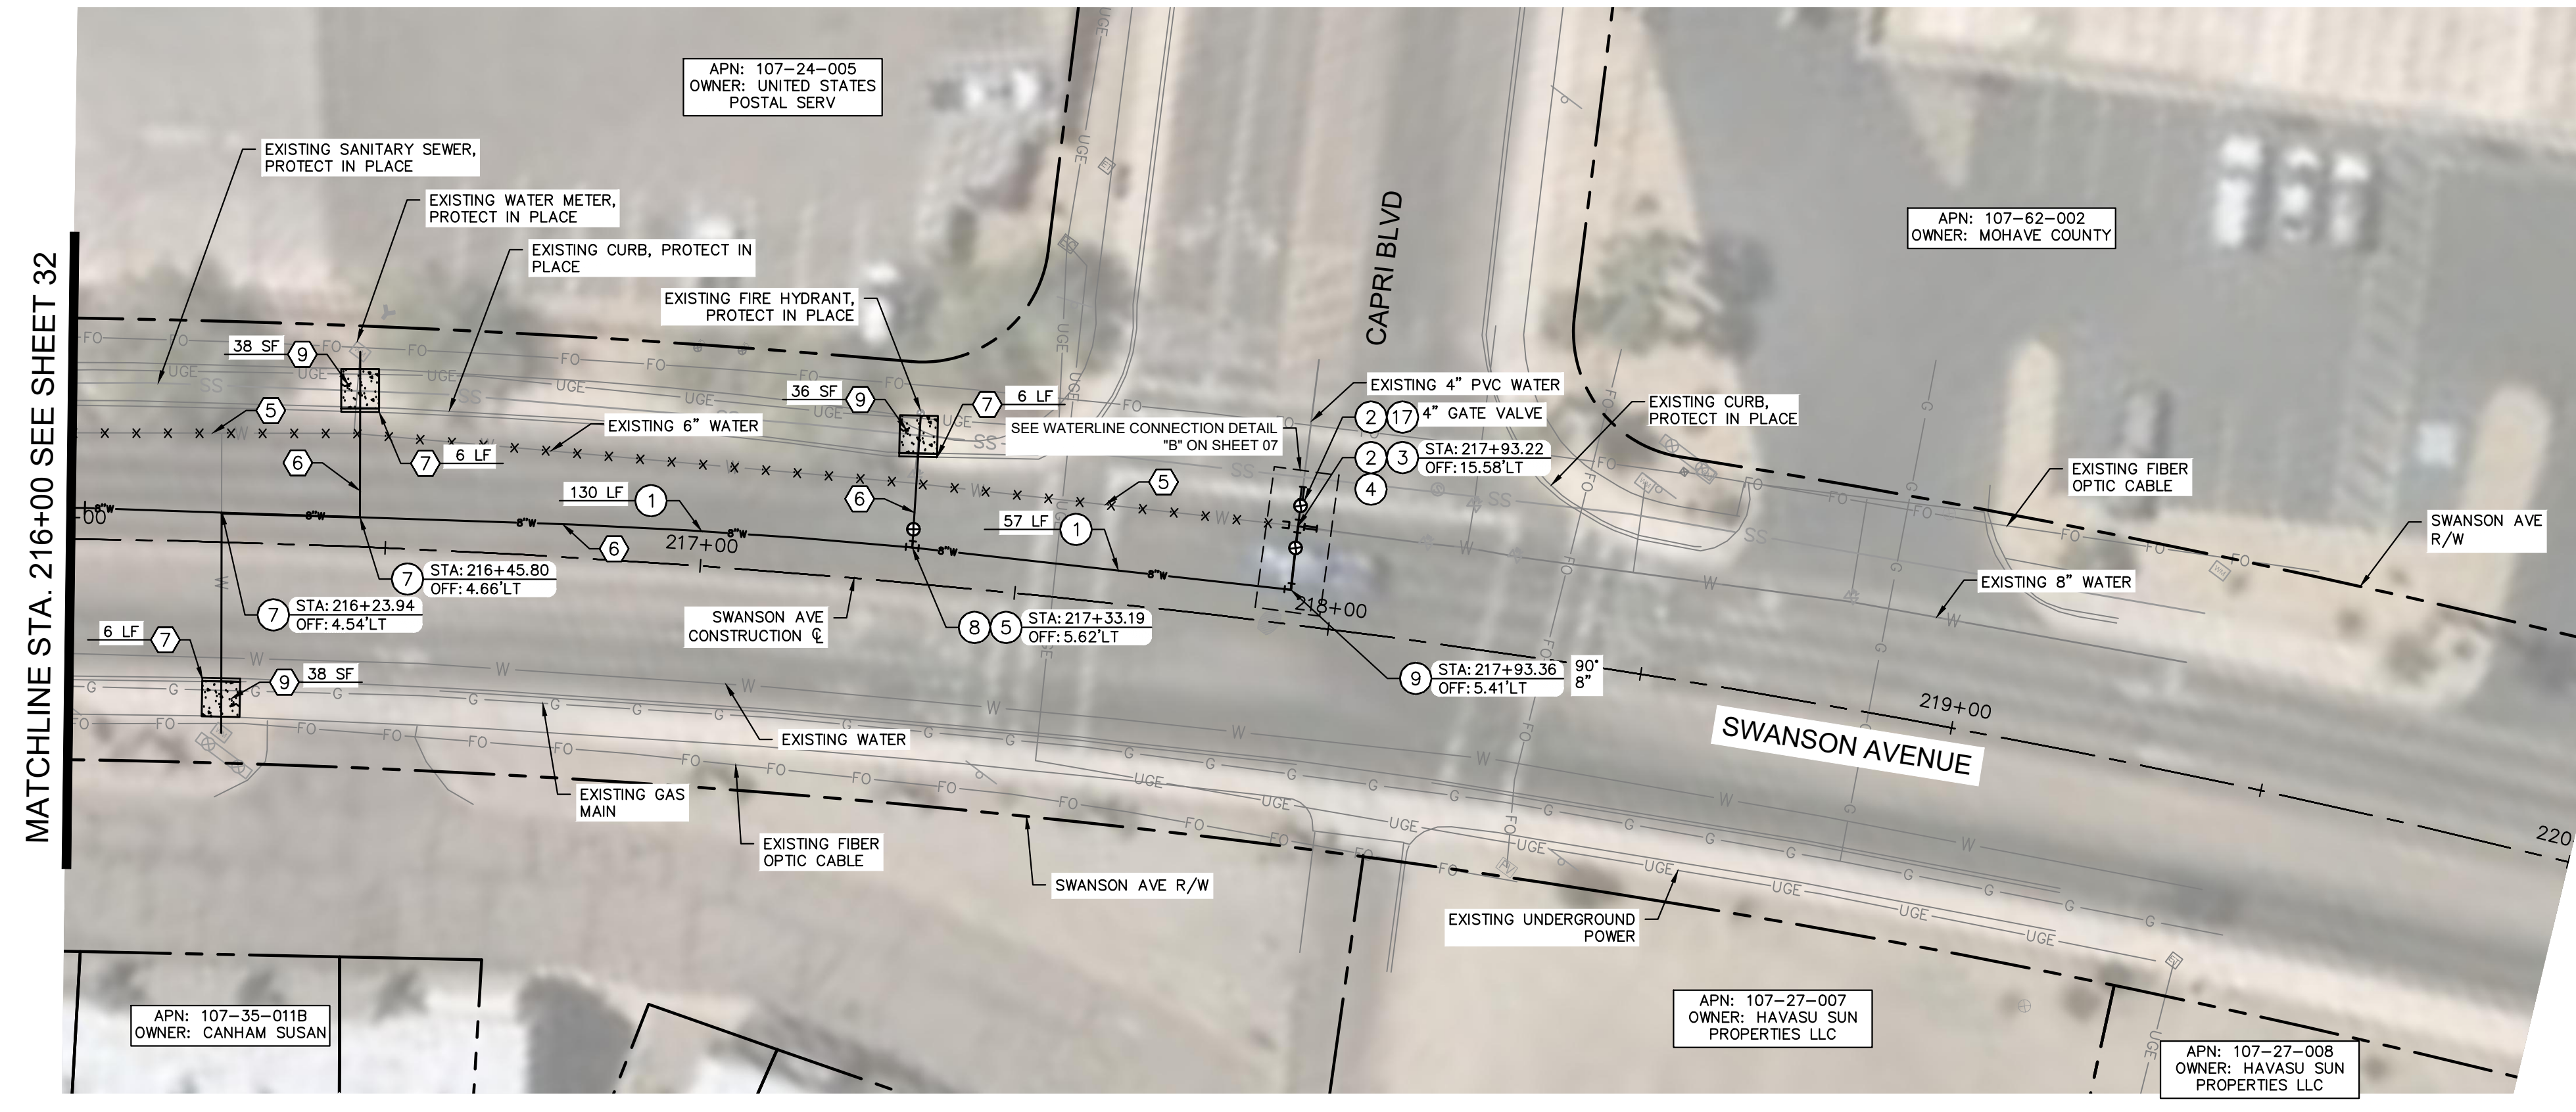 APN: 107-24-005
OWNER: UNITED STATES
POSTAL SERV
EXISTING SANITARY SEWER,
PROTECT IN PLACE
EXISTING WATER METER,
PROTECT IN PLACE
EXISTING CURB, PROTECT IN
PLACE
EXISTING FIRE HYDRANT,
PROTECT IN PLACE
APN: 107-62-002
OWNER: MOHAVE COUNTY
CAPRI BLVD
MATCHLINE STA. 216+00 SEE SHEET 32
38 SF 9
36 SF 9
7 6 LF
5
EXISTING 6" WATER
6
7 6 LF
SEE WATERLINE CONNECTION DETAIL
"B" ON SHEET 07
EXISTING 4" PVC WATER
2 17 4" GATE VALVE
2 3 STA: 217+93.22
OFF: 15.58'LT
4
EXISTING CURB,
PROTECT IN PLACE
EXISTING FIBER
OPTIC CABLE
SWANSON AVE
R/W
EXISTING 8" WATER
130 LF 1
6
5
57 LF 1
8"W
8"W
8"W
8"W
8"W
8"W
+00
217+00
6
7 STA: 216+45.80
OFF: 4.66'LT
7 STA: 216+23.94
OFF: 4.54'LT
6 LF 7
9 38 SF
SWANSON AVE
CONSTRUCTION ℄
8 5 STA: 217+33.19
OFF: 5.62'LT
218+00
9 STA: 217+93.36
OFF: 5.41'LT
90°
8"
219+00
SWANSON AVENUE
220
EXISTING WATER
EXISTING GAS
MAIN
EXISTING FIBER
OPTIC CABLE
SWANSON AVE R/W
EXISTING UNDERGROUND
POWER
APN: 107-35-011B
OWNER: CANHAM SUSAN
APN: 107-27-007
OWNER: HAVASU SUN
PROPERTIES LLC
APN: 107-27-008
OWNER: HAVASU SUN
PROPERTIES LLC
FO
UGE
SS
W
G